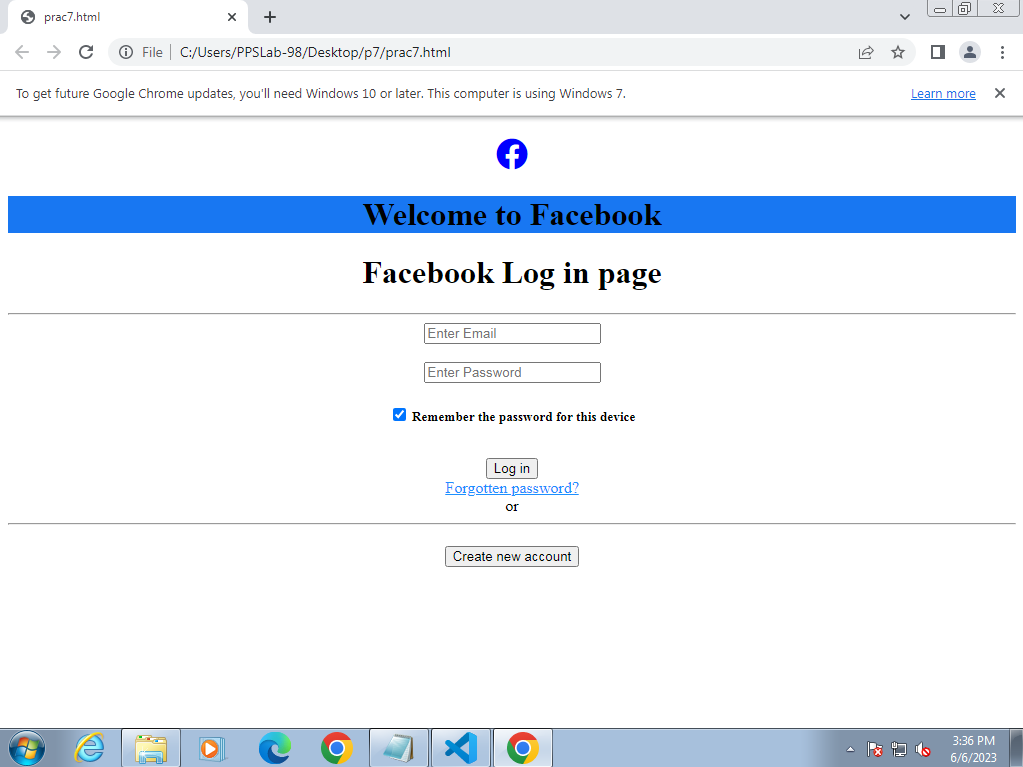 prac7.html
File
C:/Users/PPSLab-98/Desktop/p7/prac7.html
To get future Google Chrome updates, you'll need Windows 10 or later. This computer is using Windows 7. Learn more
Welcome to Facebook
Facebook Log in page
Enter Email
Enter Password
Remember the password for this device
Log in
Forgotten password?
or
Create new account
3:36 PM
6/6/2023